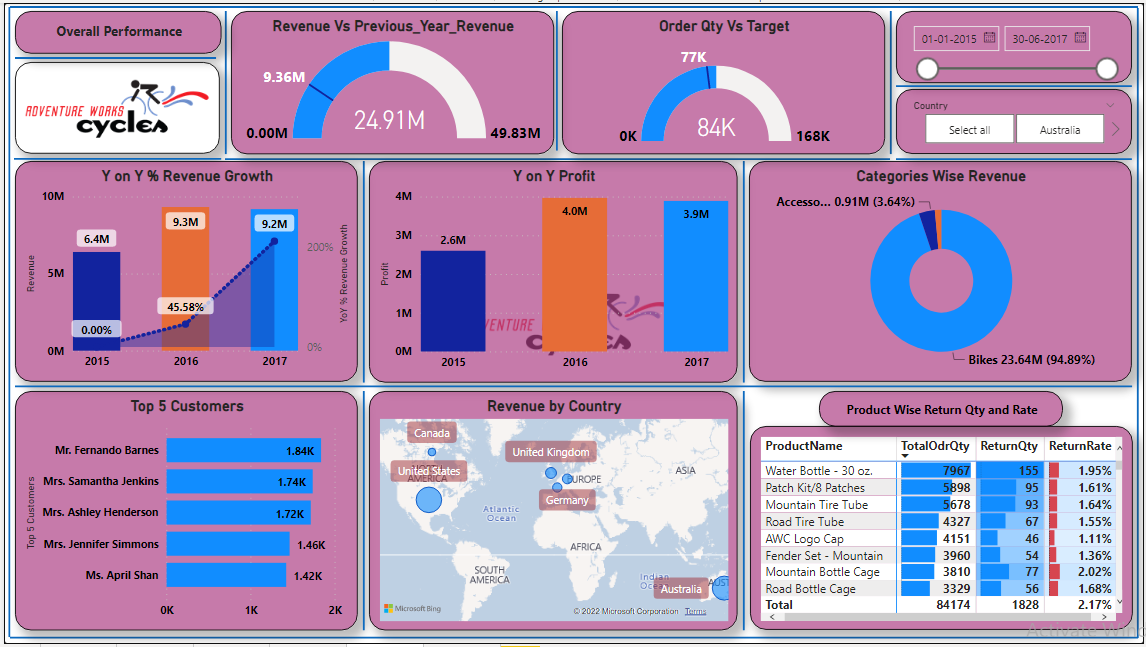 Overall Performance
ADVENTURE WORKS
cycles
Revenue Vs Previous_Year_Revenue
9.36M
0.00M
24.91M
49.83M
Order Qty Vs Target
77K
0K
84K
168K
01-01-2015
30-06-2017
Country
Select all
Australia
Y on Y % Revenue Growth
Revenue
10M
5M
0M
6.4M
9.3M
9.2M
0.00%
45.58%
200%
0%
YoY % Revenue Growth
2015
2016
2017
Y on Y Profit
Profit
4M
3M
2M
1M
0M
2.6M
4.0M
3.9M
2015
2016
2017
Categories Wise Revenue
Accesso... 0.91M (3.64%)
Bikes 23.64M (94.89%)
Top 5 Customers
Top 5 Customers
Mr. Fernando Barnes 1.84K
Mrs. Samantha Jenkins 1.74K
Mrs. Ashley Henderson 1.72K
Mrs. Jennifer Simmons 1.46K
Ms. April Shan 1.42K
0K 1K 2K
Revenue by Country
Canada
United States
AMERICA
United Kingdom
EUROPE
Germany
ASIA
Atlantic
Ocean
AFRICA
SOUTH
AMERICA
Indian
Australia
Microsoft Bing
© 2022 Microsoft Corporation Terms
Product Wise Return Qty and Rate
ProductName TotalOdrQty ReturnQty ReturnRate
Water Bottle - 30 oz. 7967 155 1.95%
Patch Kit/8 Patches 5898 95 1.61%
Mountain Tire Tube 5678 93 1.64%
Road Tire Tube 4327 67 1.55%
AWC Logo Cap 4151 46 1.11%
Fender Set - Mountain 3960 54 1.36%
Mountain Bottle Cage 3810 77 2.02%
Road Bottle Cage 3329 56 1.68%
Total 84174 1828 2.17%